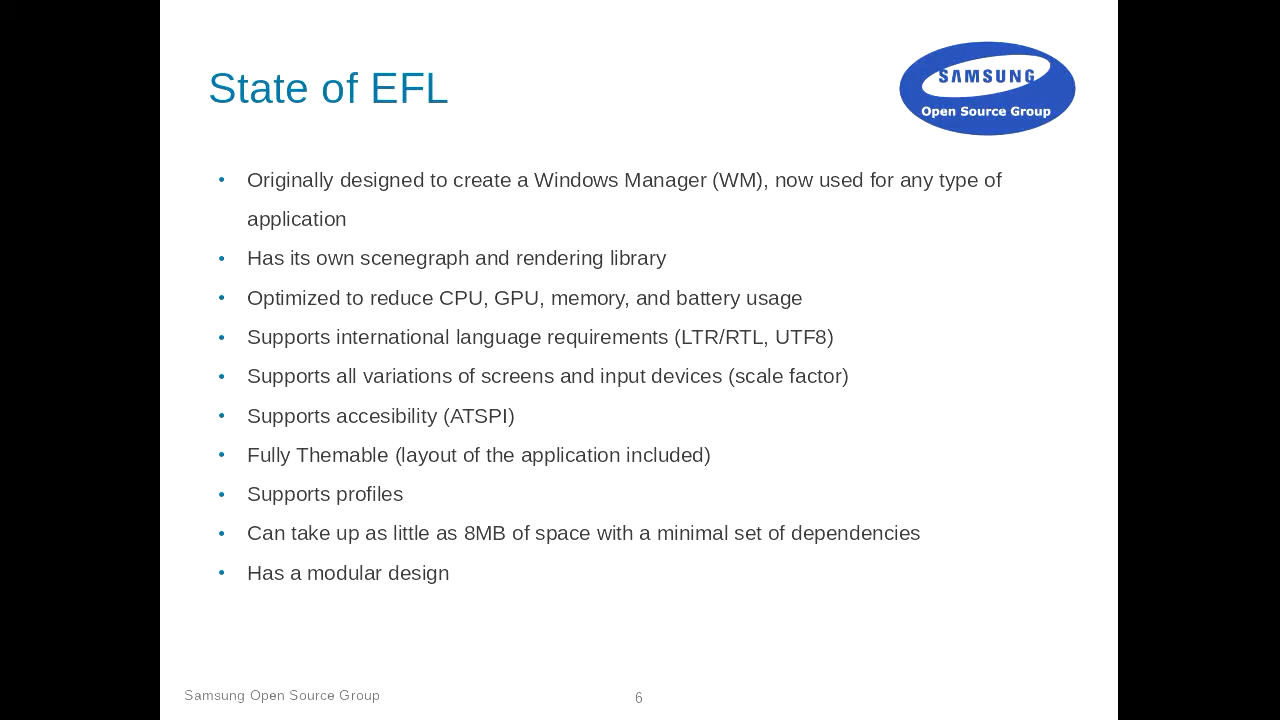 State of EFL
SAMSUNG
Open Source Group
• Originally designed to create a Windows Manager (WM), now used for any type of
application
• Has its own scenegraph and rendering library
• Optimized to reduce CPU, GPU, memory, and battery usage
• Supports international language requirements (LTR/RTL, UTF8)
• Supports all variations of screens and input devices (scale factor)
• Supports accesibility (ATSPI)
• Fully Themable (layout of the application included)
• Supports profiles
• Can take up as little as 8MB of space with a minimal set of dependencies
• Has a modular design
Samsung Open Source Group
6